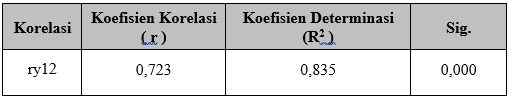 Korelasi Koefisien Korelasi ( r ) Koefisien Determinasi (R² ) Sig.
ry12 0,723 0,835 0,000